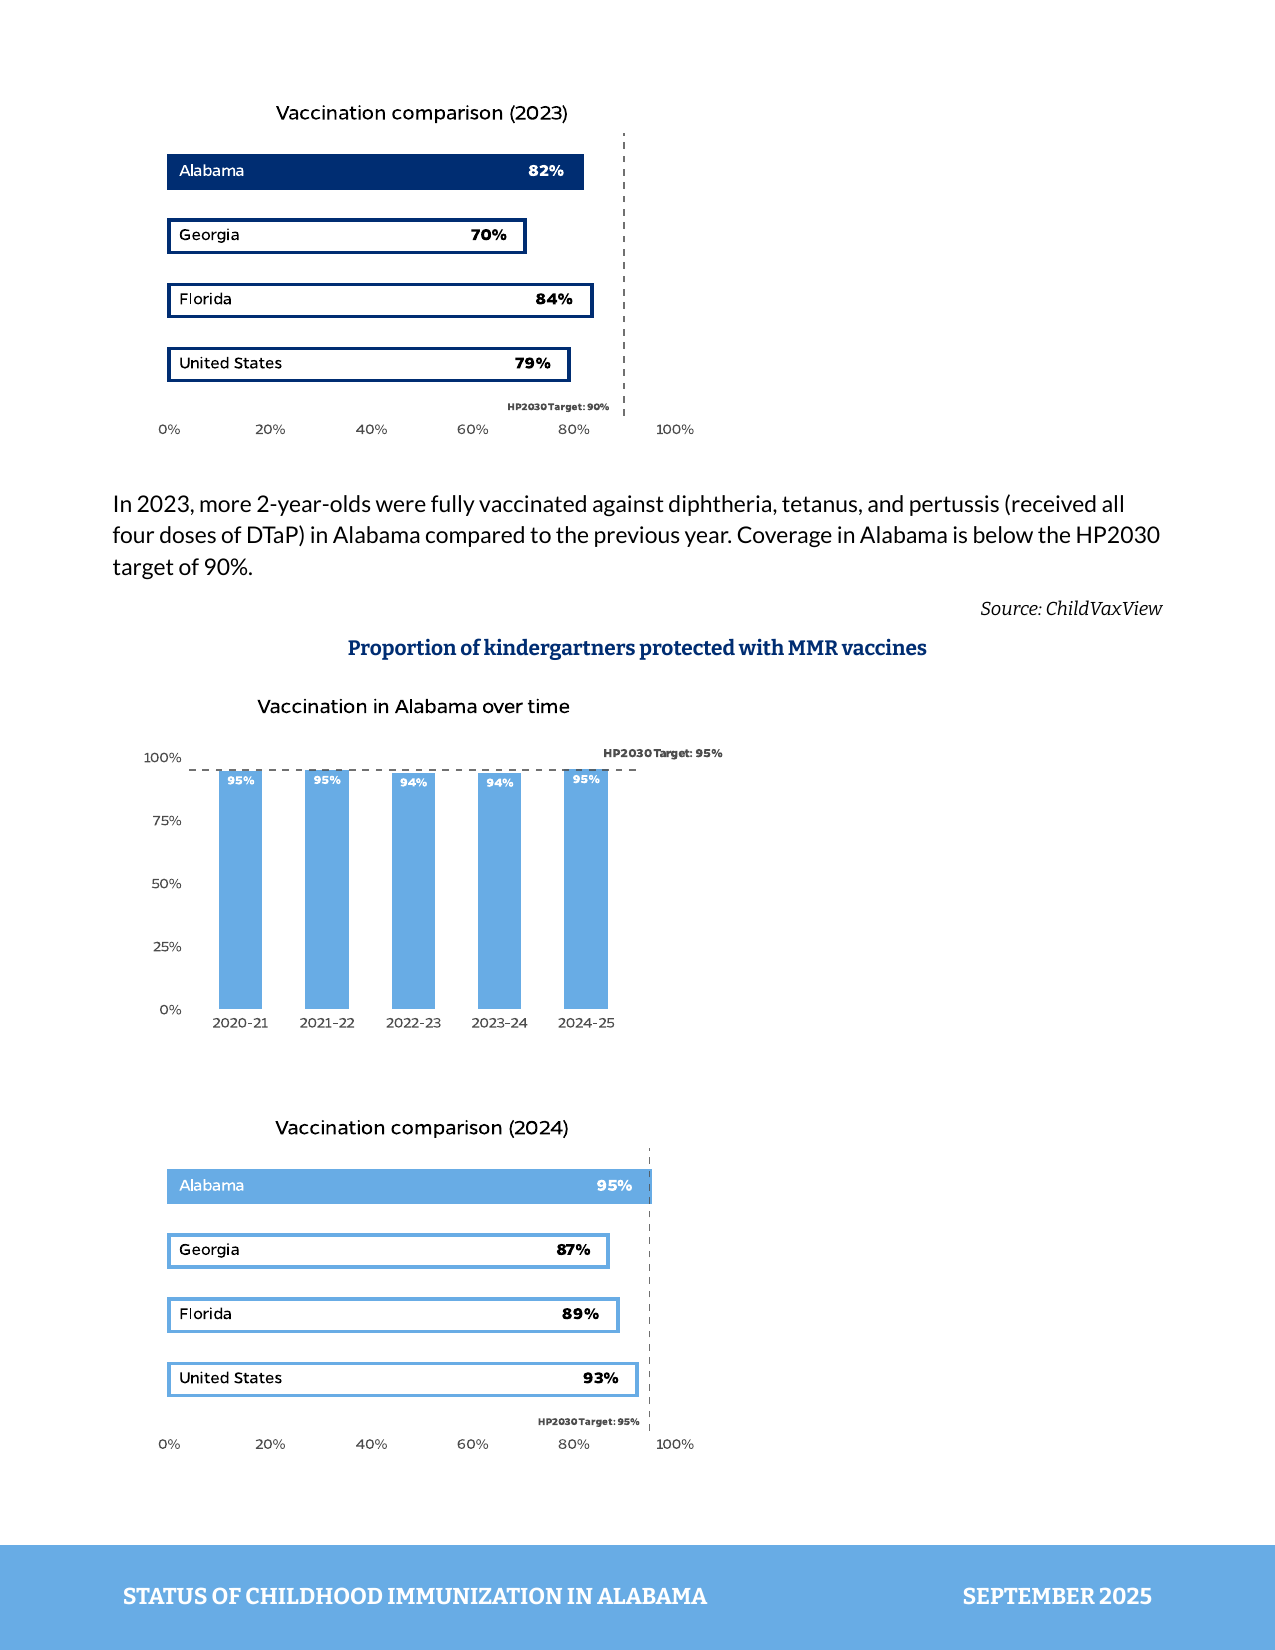 Vaccination comparison (2023)
Alabama 82%
Georgia 70%
Florida 84%
United States 79%
HP2030 Target: 90%
0% 20% 40% 60% 80% 100%
In 2023, more 2-year-olds were fully vaccinated against diphtheria, tetanus, and pertussis (received all
four doses of DTaP) in Alabama compared to the previous year. Coverage in Alabama is below the HP2030
target of 90%.
Source: ChildVaxView
Proportion of kindergartners protected with MMR vaccines
Vaccination in Alabama over time
HP2030 Target: 95%
100%
95% 95% 94% 94% 95%
75%
50%
25%
0%
2020-21 2021-22 2022-23 2023-24 2024-25
Vaccination comparison (2024)
Alabama 95%
Georgia 87%
Florida 89%
United States 93%
HP2030 Target: 95%
0% 20% 40% 60% 80% 100%
STATUS OF CHILDHOOD IMMUNIZATION IN ALABAMA SEPTEMBER 2025